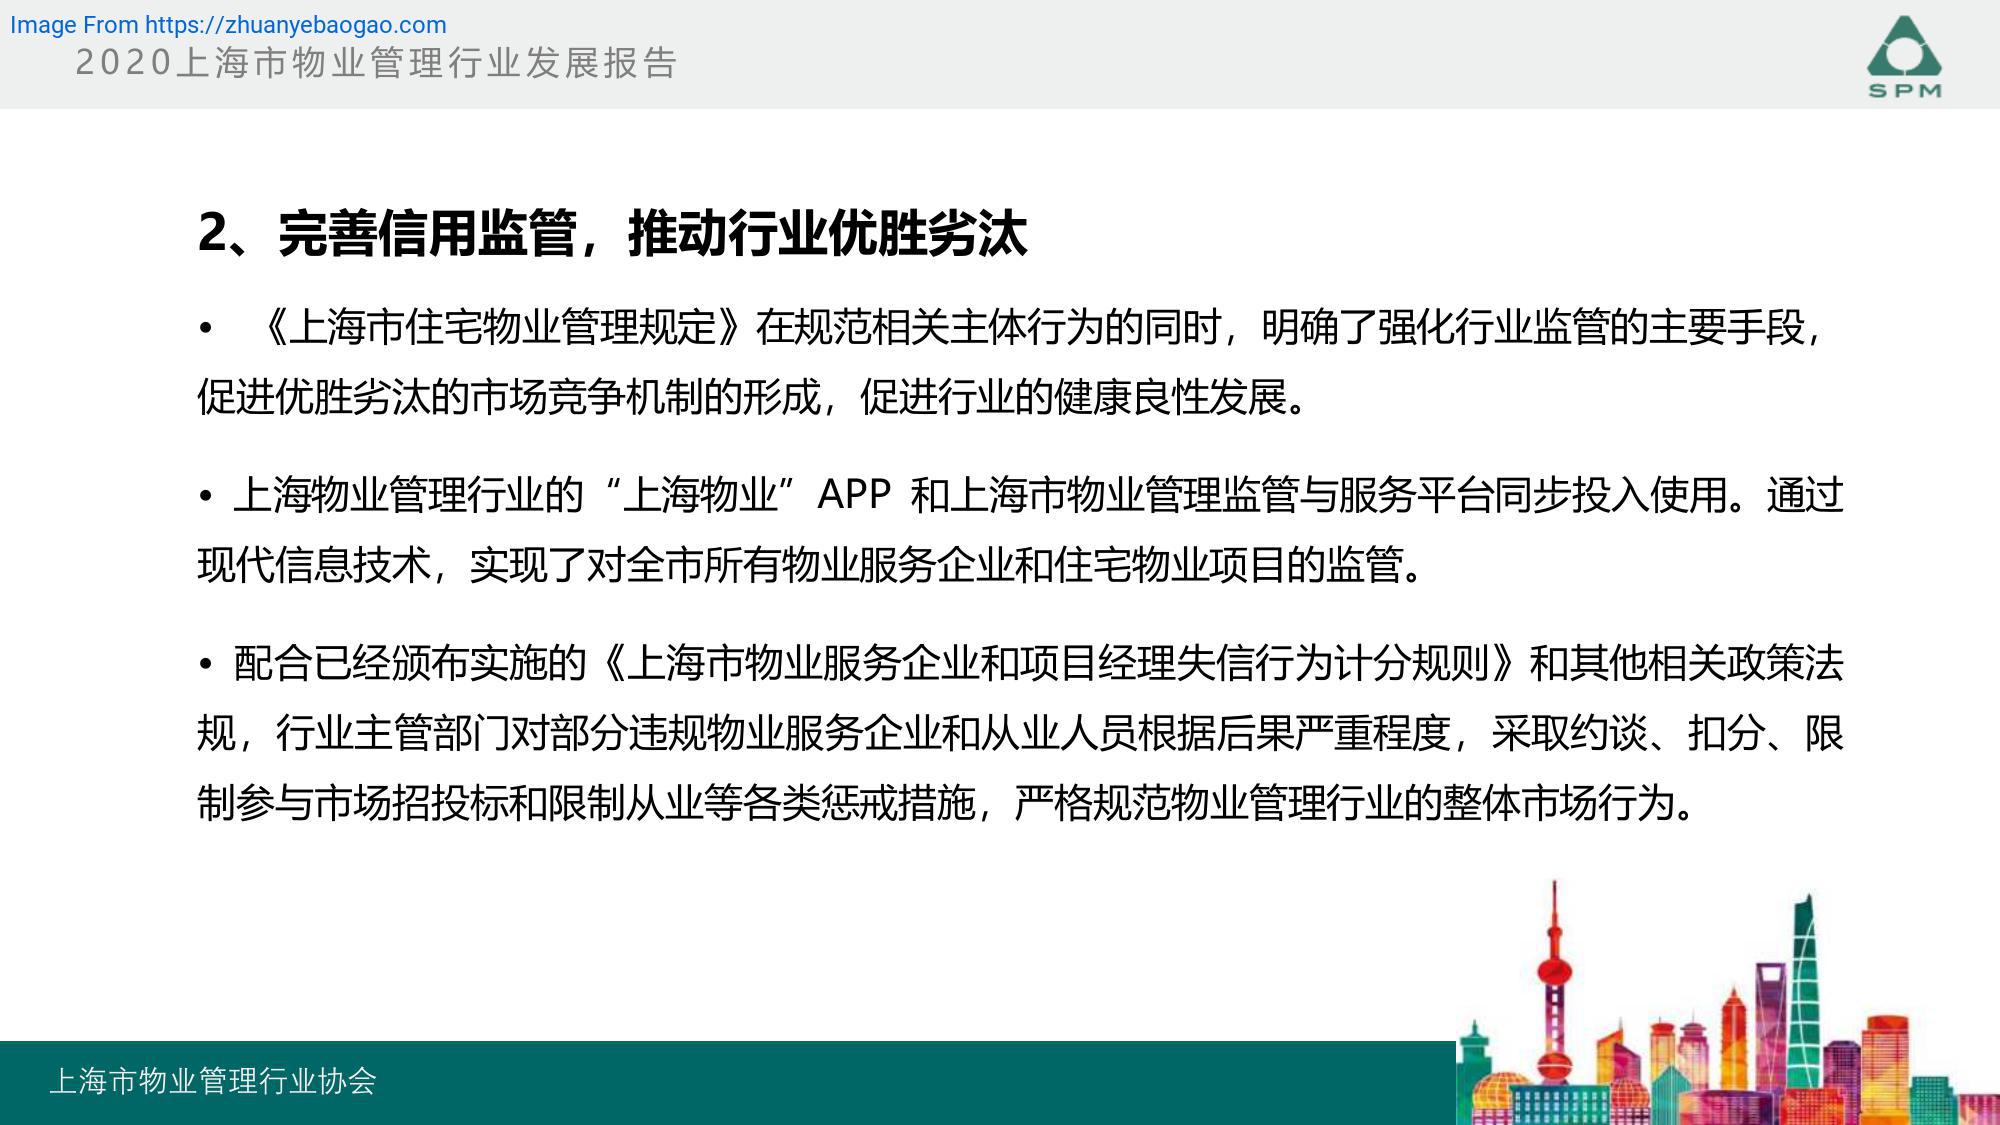 Image From https://zhuanyebaogao.com
2020上海市物业管理行业发展报告
SPM
2、完善信用监管，推动行业优胜劣汰
• 《上海市住宅物业管理规定》在规范相关主体行为的同时，明确了强化行业监管的主要手段，
促进优胜劣汰的市场竞争机制的形成，促进行业的健康良性发展。
• 上海物业管理行业的“上海物业”APP 和上海市物业管理监管与服务平台同步投入使用。通过
现代信息技术，实现了对全市所有物业服务企业和住宅物业项目的监管。
• 配合已经颁布实施的《上海市物业服务企业和项目经理失信行为计分规则》和其他相关政策法
规，行业主管部门对部分违规物业服务企业和从业人员根据后果严重程度，采取约谈、扣分、限
制参与市场招投标和限制从业等各类惩戒措施，严格规范物业管理行业的整体市场行为。
上海市物业管理行业协会